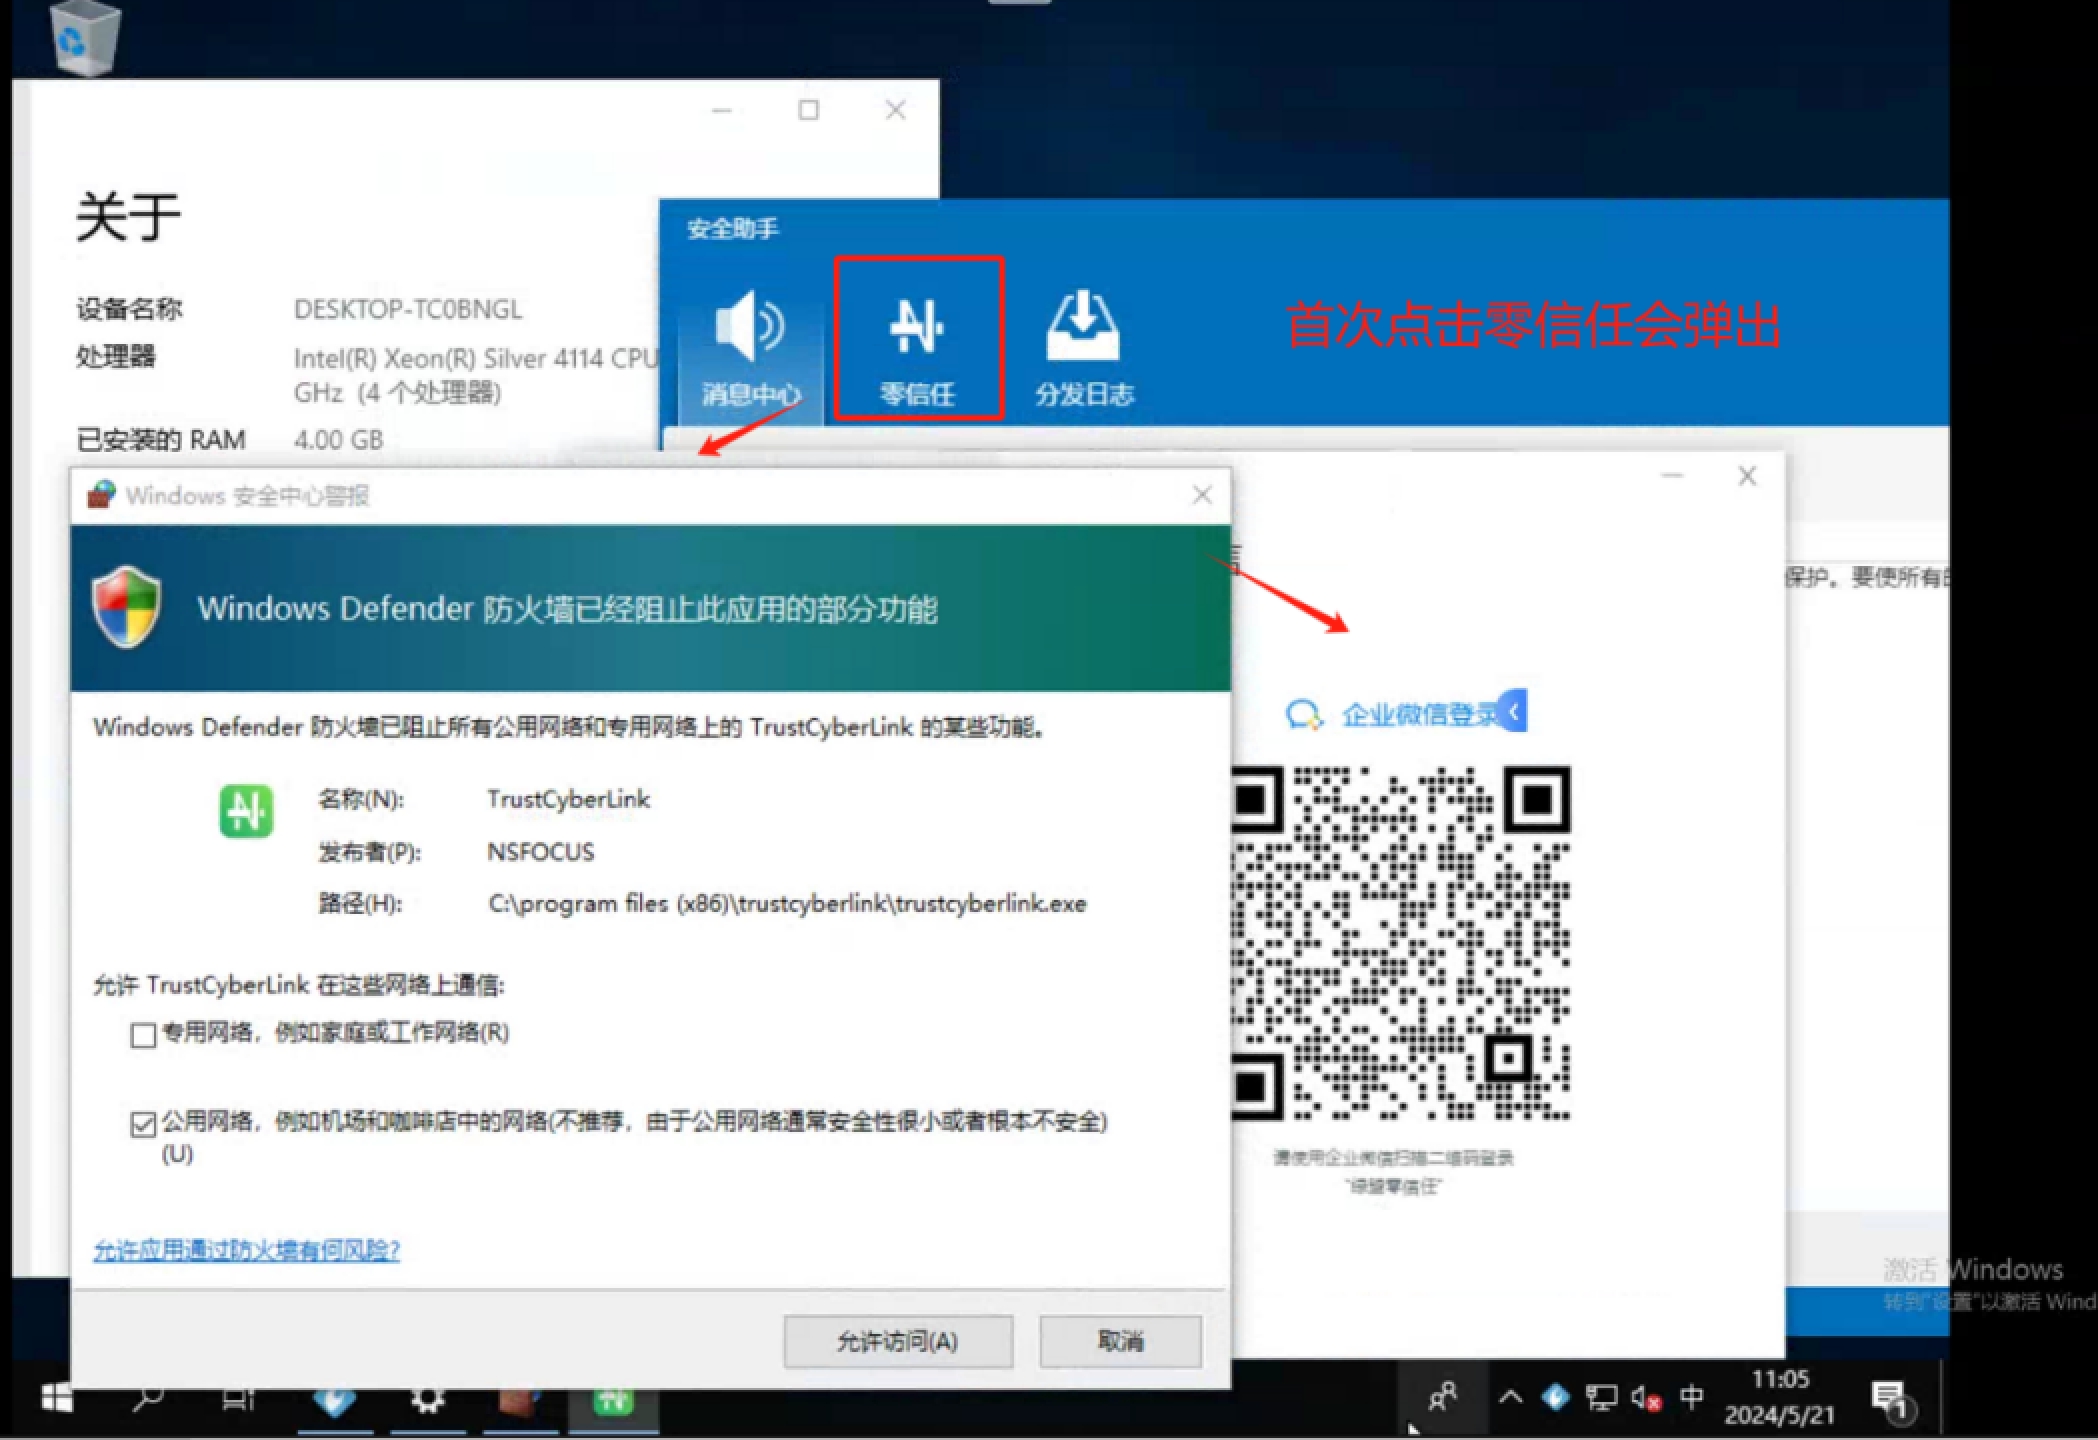 关于
设备名称 DESKTOP-TC0BNGL
处理器 Intel(R) Xeon(R) Silver 4114 CPU
GHz (4 个处理器)
已安装的 RAM 4.00 GB
安全助手
消息中心 零信任 分发日志
首次点击零信任会弹出
Windows 安全中心警报
Windows Defender 防火墙已经阻止此应用的部分功能
Windows Defender 防火墙已阻止所有公用网络和专用网络上的 TrustCyberLink 的某些功能。
名称(N): TrustCyberLink
发布者(P): NSFOCUS
路径(H): C:\program files (x86)\trustcyberlink\trustcyberlink.exe
允许 TrustCyberLink 在这些网络上通信:
专用网络，例如家庭或工作网络(R)
公用网络，例如机场和咖啡店中的网络(不推荐，由于公用网络通常安全性很小或者根本不安全)
(U)
允许应用通过防火墙有何风险?
允许访问(A) 取消
保护。要使所有
企业微信登录
请使用企业微信扫描二维码登录
"绿盟零信任"
激活 Windows
转到"设置"以激活 Wind
中
11:05
2024/5/21
1